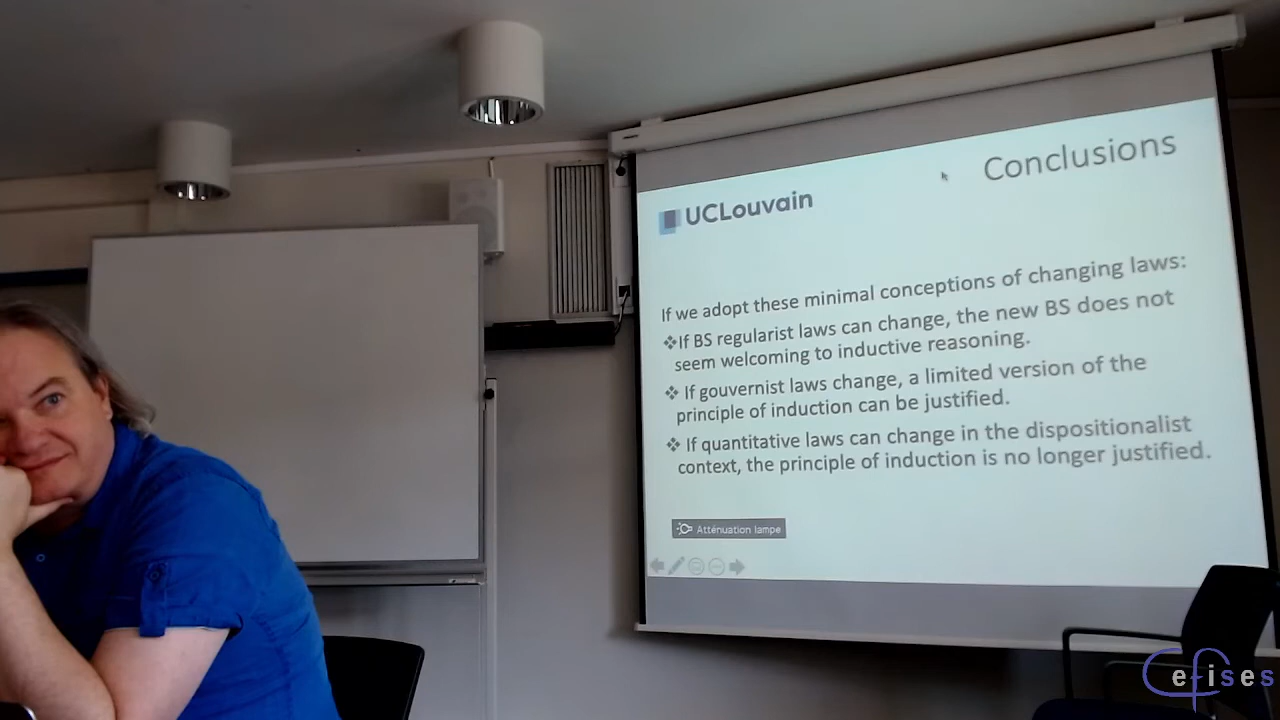 Conclusions
UCLouvain
If we adopt these minimal conceptions of changing laws:
❖If BS regularist laws can change, the new BS does not
seem welcoming to inductive reasoning.
❖ If gouvernist laws change, a limited version of the
principle of induction can be justified.
❖ If quantitative laws can change in the dispositionalist
context, the principle of induction is no longer justified.
Atténuation lampe
Cefises